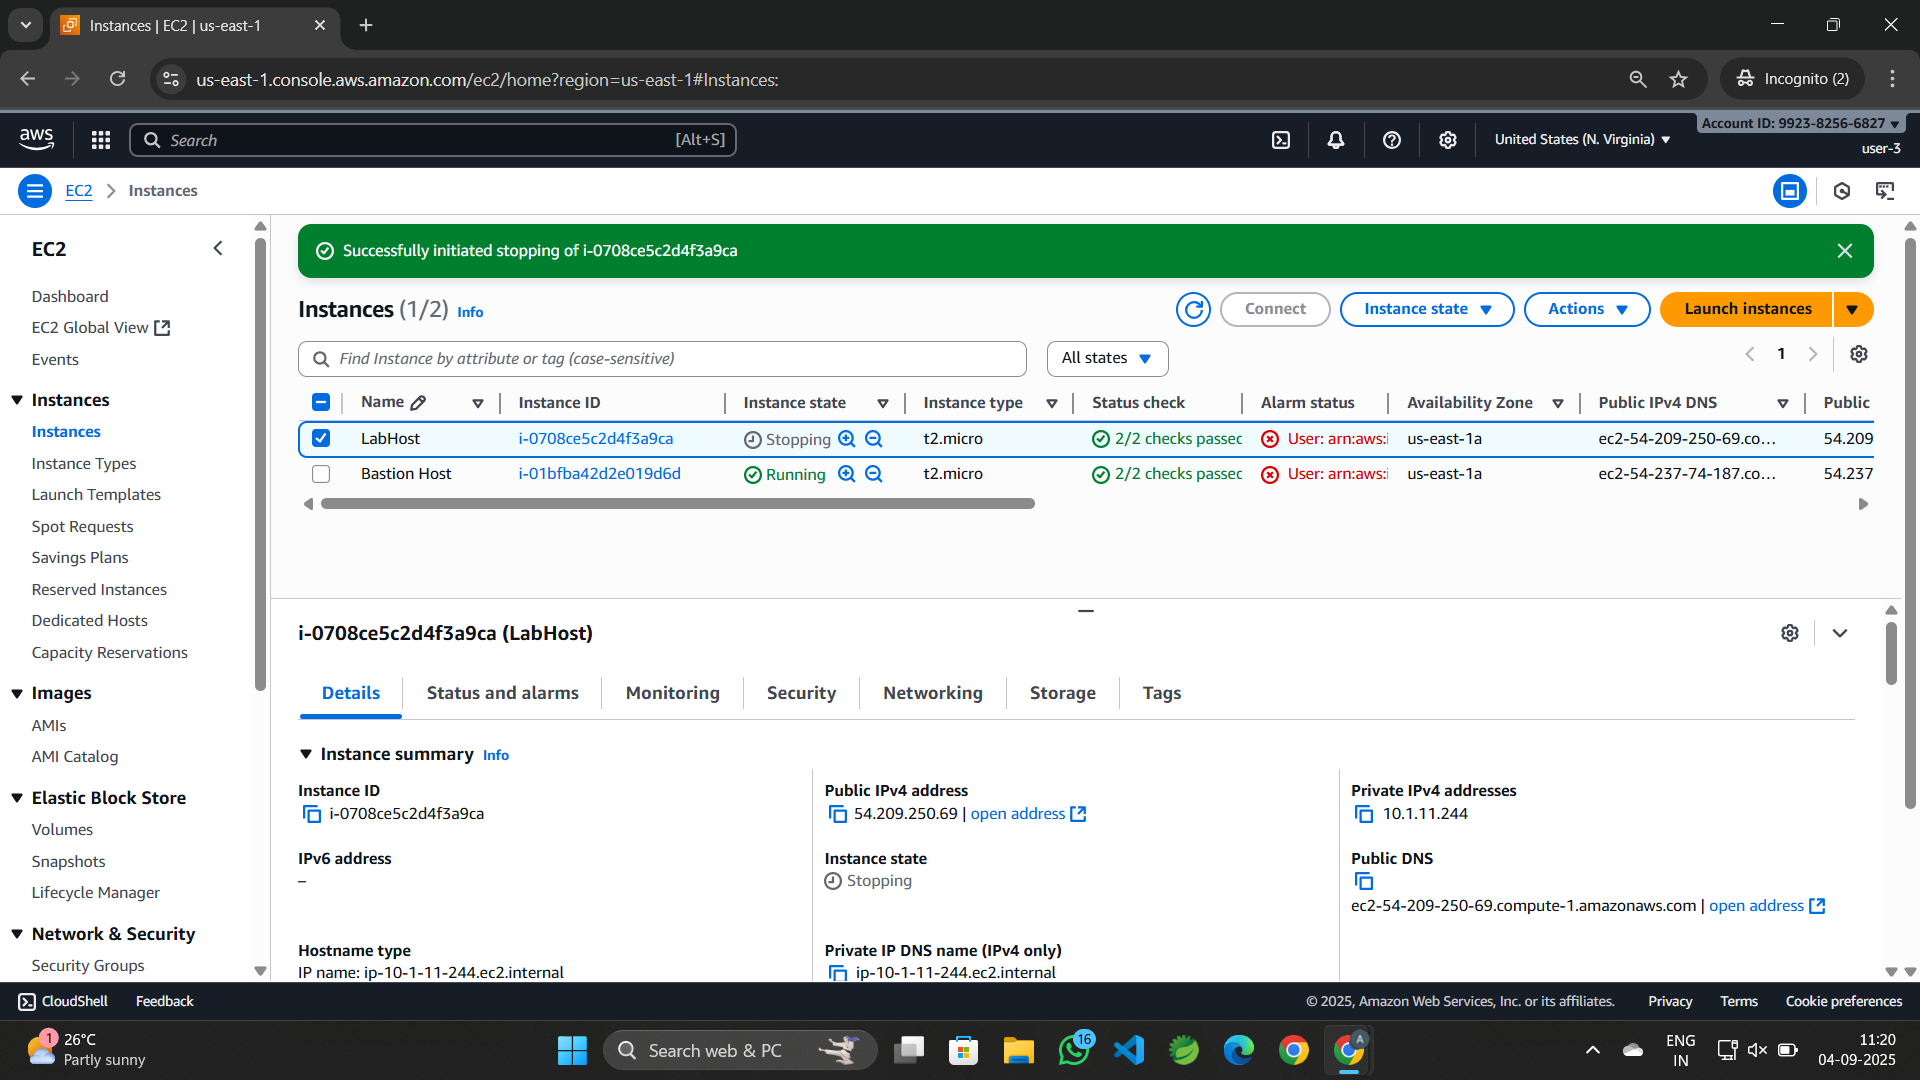 Instances | EC2 | us-east-1
us-east-1.console.aws.amazon.com/ec2/home?region=us-east-1#Instances:
Incognito (2)
aws
Search
[Alt+S]
United States (N. Virginia)
Account ID: 9923-8256-6827
user-3
EC2
Instances
EC2
Dashboard
EC2 Global View
Events
Instances
Instances
Instance Types
Launch Templates
Spot Requests
Savings Plans
Reserved Instances
Dedicated Hosts
Capacity Reservations
Images
AMIs
AMI Catalog
Elastic Block Store
Volumes
Snapshots
Lifecycle Manager
Network & Security
Security Groups
Successfully initiated stopping of i-0708ce5c2d4f3a9ca
Instances (1/2) Info
Connect
Instance state
Actions
Launch instances
Find Instance by attribute or tag (case-sensitive)
All states
1
Name Instance ID Instance state Instance type Status check Alarm status Availability Zone Public IPv4 DNS Public
LabHost i-0708ce5c2d4f3a9ca Stopping t2.micro 2/2 checks passec User: arn:aws:i us-east-1a ec2-54-209-250-69.co... 54.209
Bastion Host i-01bfba42d2e019d6d Running t2.micro 2/2 checks passec User: arn:aws:i us-east-1a ec2-54-237-74-187.co... 54.237
i-0708ce5c2d4f3a9ca (LabHost)
Details Status and alarms Monitoring Security Networking Storage Tags
Instance summary Info
Instance ID
i-0708ce5c2d4f3a9ca
Public IPv4 address
54.209.250.69 | open address
Private IPv4 addresses
10.1.11.244
IPv6 address
–
Instance state
Stopping
Public DNS
ec2-54-209-250-69.compute-1.amazonaws.com | open address
Hostname type
IP name: ip-10-1-11-244.ec2.internal
Private IP DNS name (IPv4 only)
ip-10-1-11-244.ec2.internal
CloudShell
Feedback
© 2025, Amazon Web Services, Inc. or its affiliates.
Privacy
Terms
Cookie preferences
1
26°C
Partly sunny
Search web & PC
16
A
ENG
IN
11:20
04-09-2025